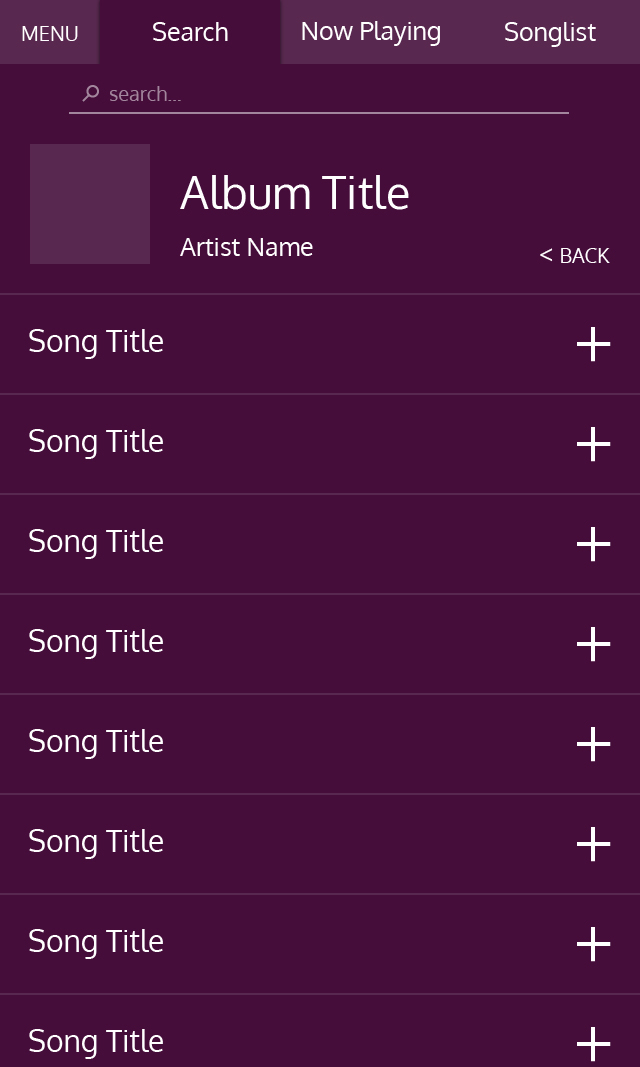 MENU Search Now Playing Songlist
search...
Album Title
Artist Name
< BACK
Song Title +
Song Title +
Song Title +
Song Title +
Song Title +
Song Title +
Song Title +
Song Title +